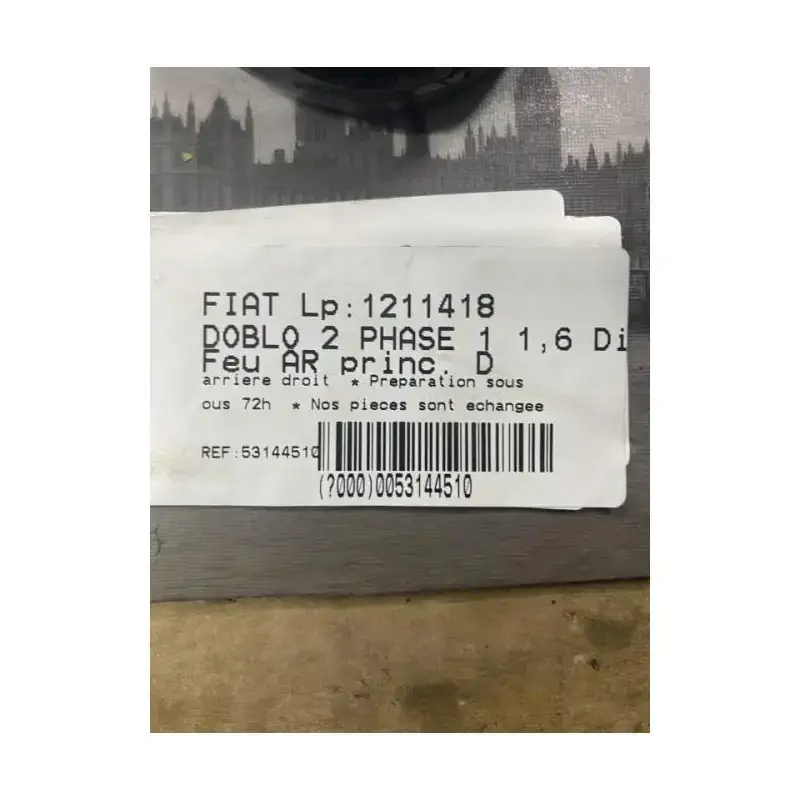 FIAT Lp:1211418
DOBLO 2 PHASE 1 1,6 Di
Feu AR princ. D
arriere droit * Preparation sous
ous 72h * Nos pieces sont echangee
REF:53144510
(?000)0053144510